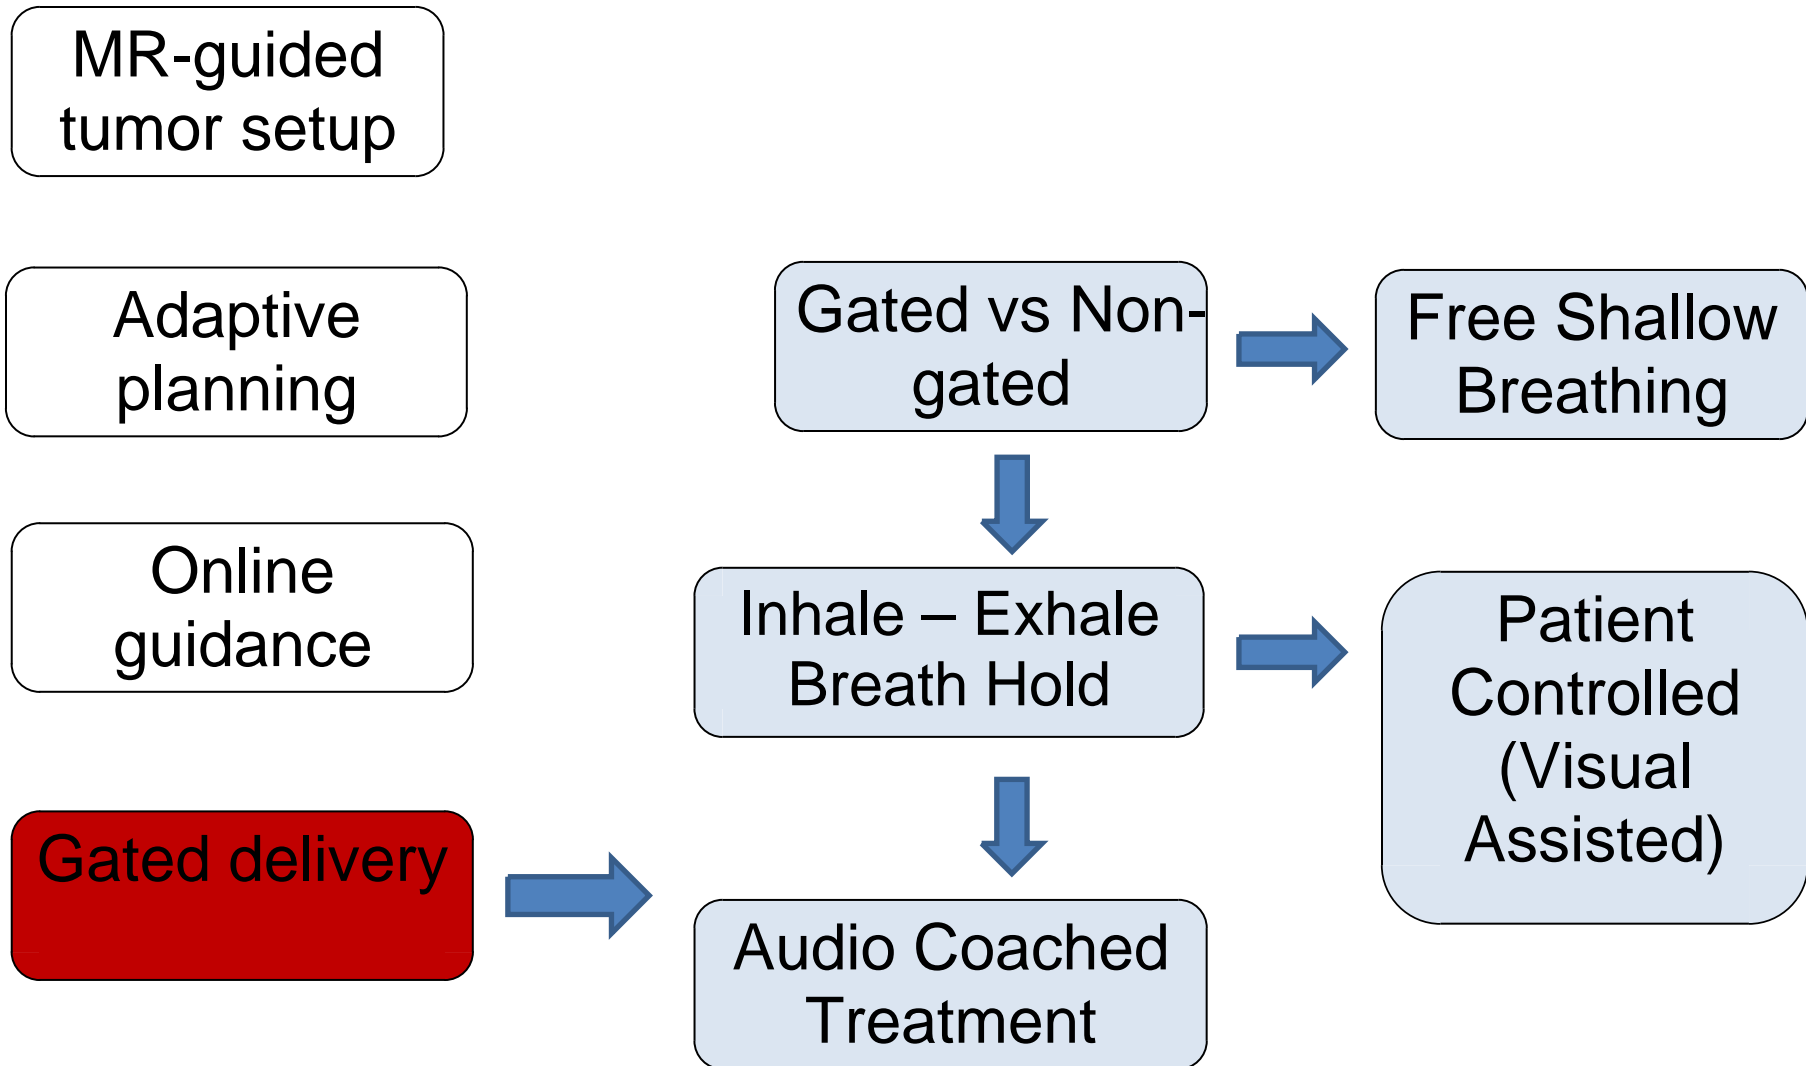 MR-guided
tumor setup
Adaptive
planning
Online
guidance
Gated delivery
Gated vs Non-
gated
Free Shallow
Breathing
Inhale – Exhale
Breath Hold
Patient
Controlled
(Visual
Assisted)
Audio Coached
Treatment